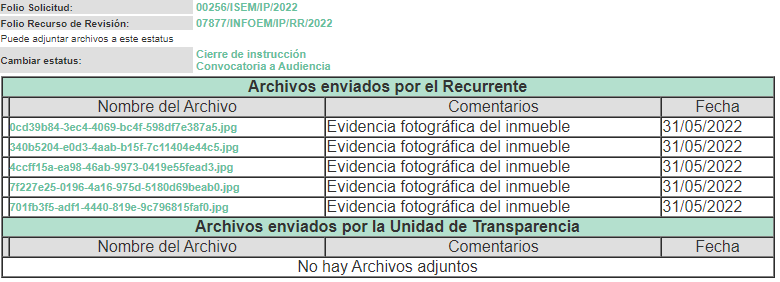 Folio Solicitud: 00256/ISEM/IP/2022
Folio Recurso de Revisión: 07877/INFOEM/IP/RR/2022
Puede adjuntar archivos a este estatus
Cambiar estatus: Cierre de instrucción
Convocatoria a Audiencia
Archivos enviados por el Recurrente
Nombre del Archivo Comentarios Fecha
0cd39b84-3ec4-4069-bc4f-598df7e387a5.jpg Evidencia fotográfica del inmueble 31/05/2022
340b5204-e0d3-4aab-b15f-7c11404e44c5.jpg Evidencia fotográfica del inmueble 31/05/2022
4ccff15a-ea98-46ab-9973-0419e55fead3.jpg Evidencia fotográfica del inmueble 31/05/2022
7f227e25-0196-4a16-975d-5180d69beab0.jpg Evidencia fotográfica del inmueble 31/05/2022
701fb3f5-adf1-4440-819e-9c796815faf0.jpg Evidencia fotográfica del inmueble 31/05/2022
Archivos enviados por la Unidad de Transparencia
Nombre del Archivo Comentarios Fecha
No hay Archivos adjuntos